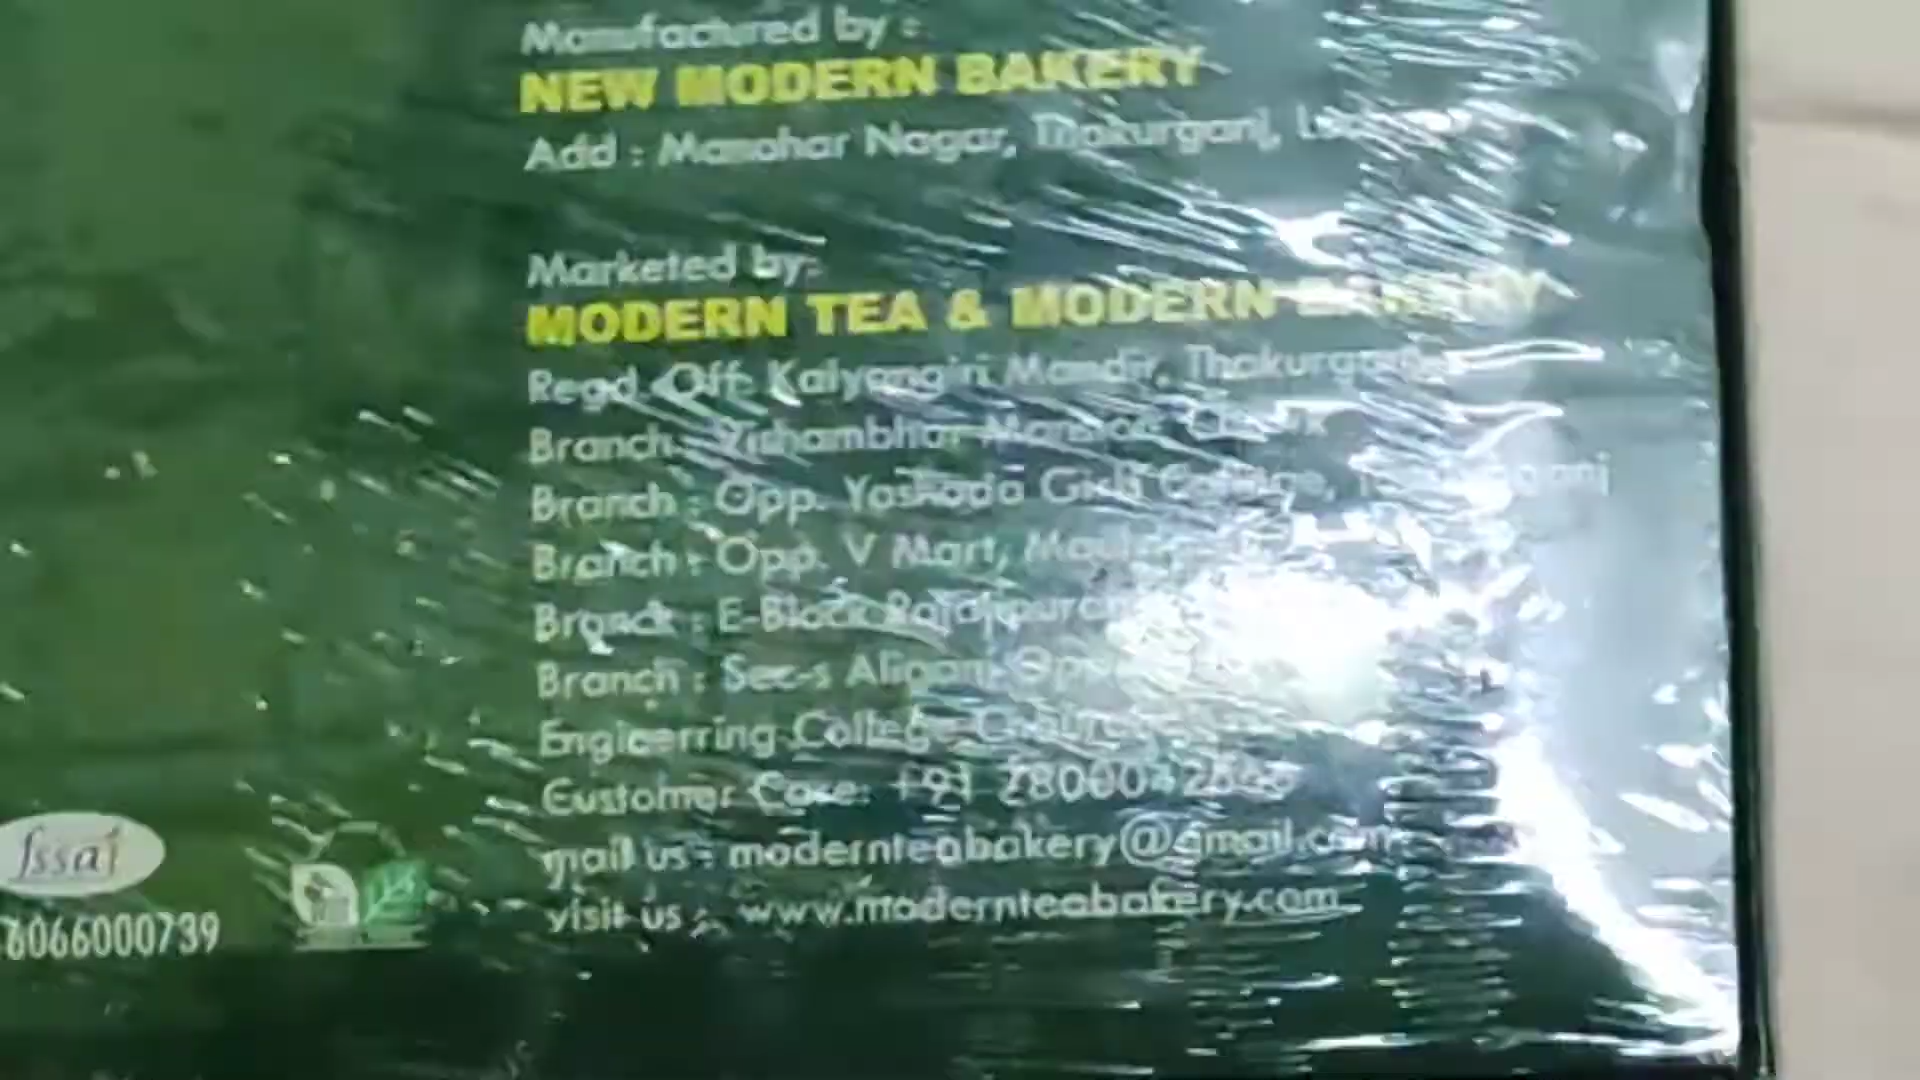 Manufactured by :
NEW MODERN BAKERY
Add : Manohar Nagar, Thakurganj,
Marketed by:
MODERN TEA & MODERN BAKERY
Regd. Off: Kalyangiri Mandir, Thakurganj
Branch :
Branch : Opp. Yashoda Girls College,
Branch : Opp. V Mart,
Branch : E-Block Rajajipuram
Branch : Sec-s Aliganj Opp
Engieerring College
Customer Care: +91
mail us : modernteabakery@gmail.com
visit us : www.modernteabakery.com
fssai
6066000739